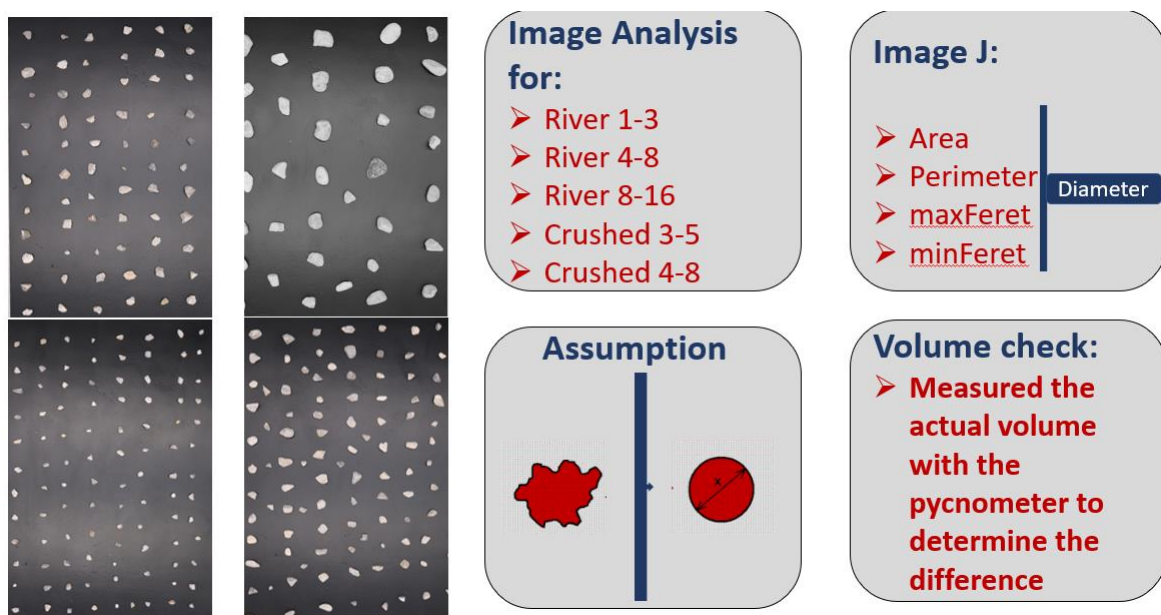 Image Analysis
for:
➢ River 1-3
➢ River 4-8
➢ River 8-16
➢ Crushed 3-5
➢ Crushed 4-8
Image J:
➢ Area
➢ Perimeter
➢ maxFeret
➢ minFeret
Diameter
Assumption
x
Volume check:
➢ Measured the
actual volume
with the
pycnometer to
determine the
difference